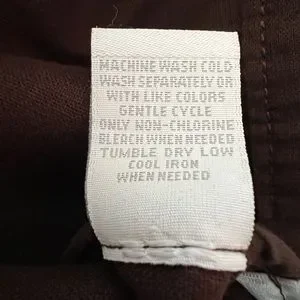 MACHINE WASH COLD
WASH SEPARATELY OR
WITH LIKE COLORS
GENTLE CYCLE
ONLY NON-CHLORINE
BLEACH WHEN NEEDED
TUMBLE DRY LOW
COOL IRON
WHEN NEEDED